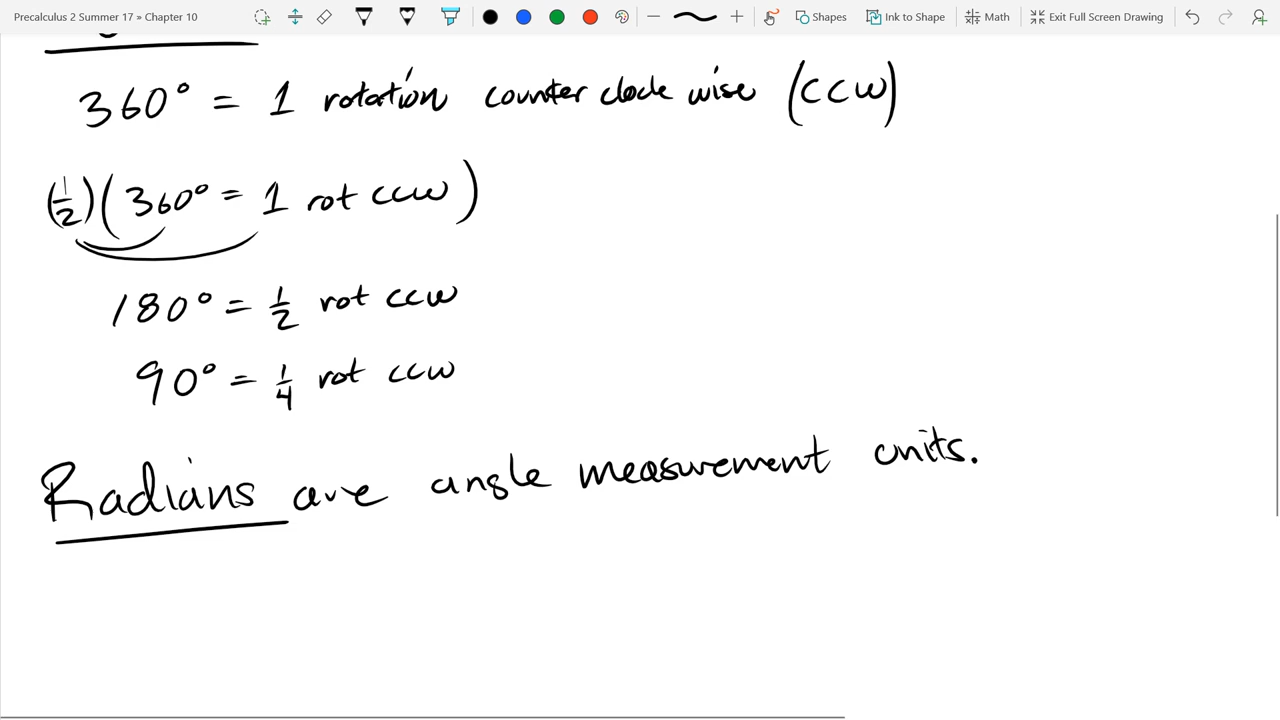 Precalculus 2 Summer 17 » Chapter 10
Shapes
Ink to Shape
Math
Exit Full Screen Drawing
360° = 1 rotation counter clock wise (CCW)
(1/2)(360° = 1 rot CCW)
180° = 1/2 rot CCW
90° = 1/4 rot CCW
Radians are angle measurement units.